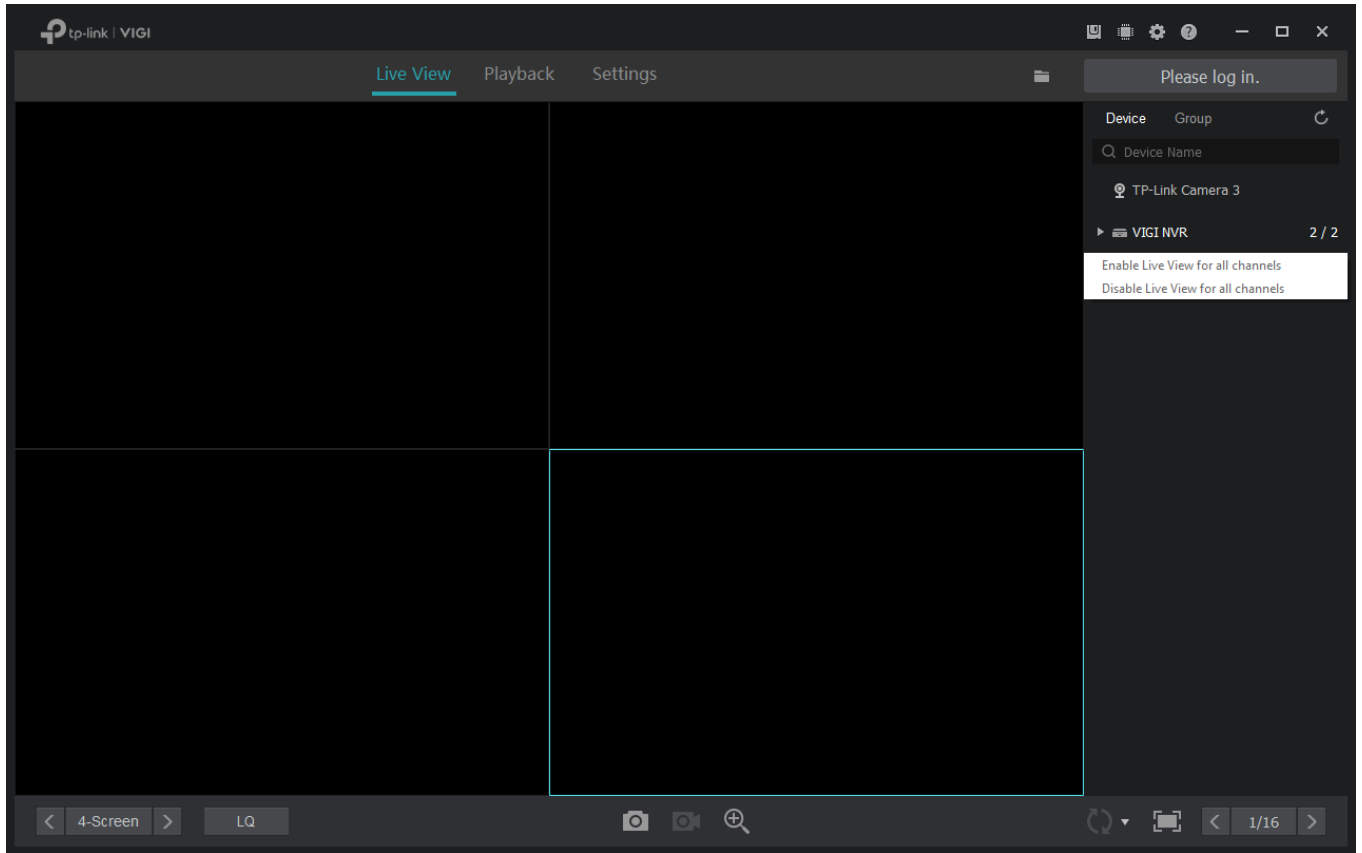 tp-link | VIGI
Live View Playback Settings
Please log in.
Device Group
Device Name
TP-Link Camera 3
VIGI NVR 2 / 2
Enable Live View for all channels
Disable Live View for all channels
4-Screen LQ 1/16